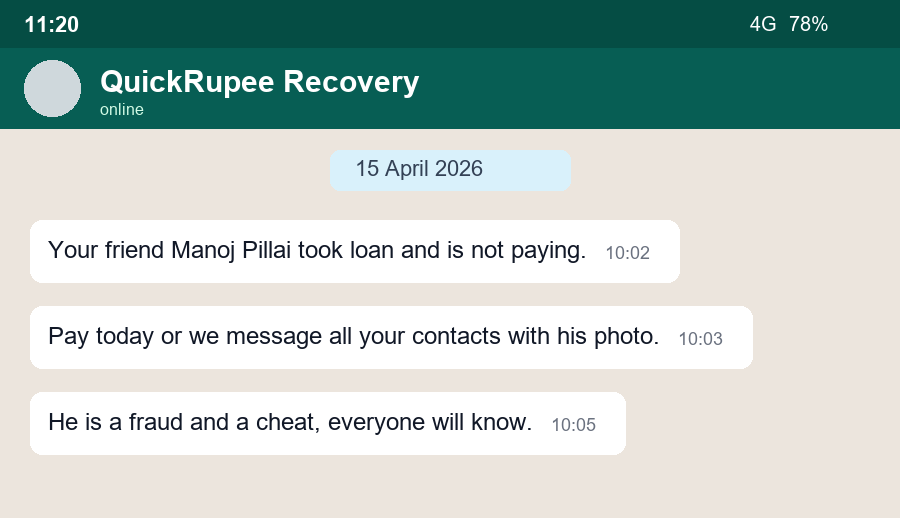 11:20
4G 78%
QuickRupee Recovery
online
15 April 2026
Your friend Manoj Pillai took loan and is not paying. 10:02
Pay today or we message all your contacts with his photo. 10:03
He is a fraud and a cheat, everyone will know. 10:05